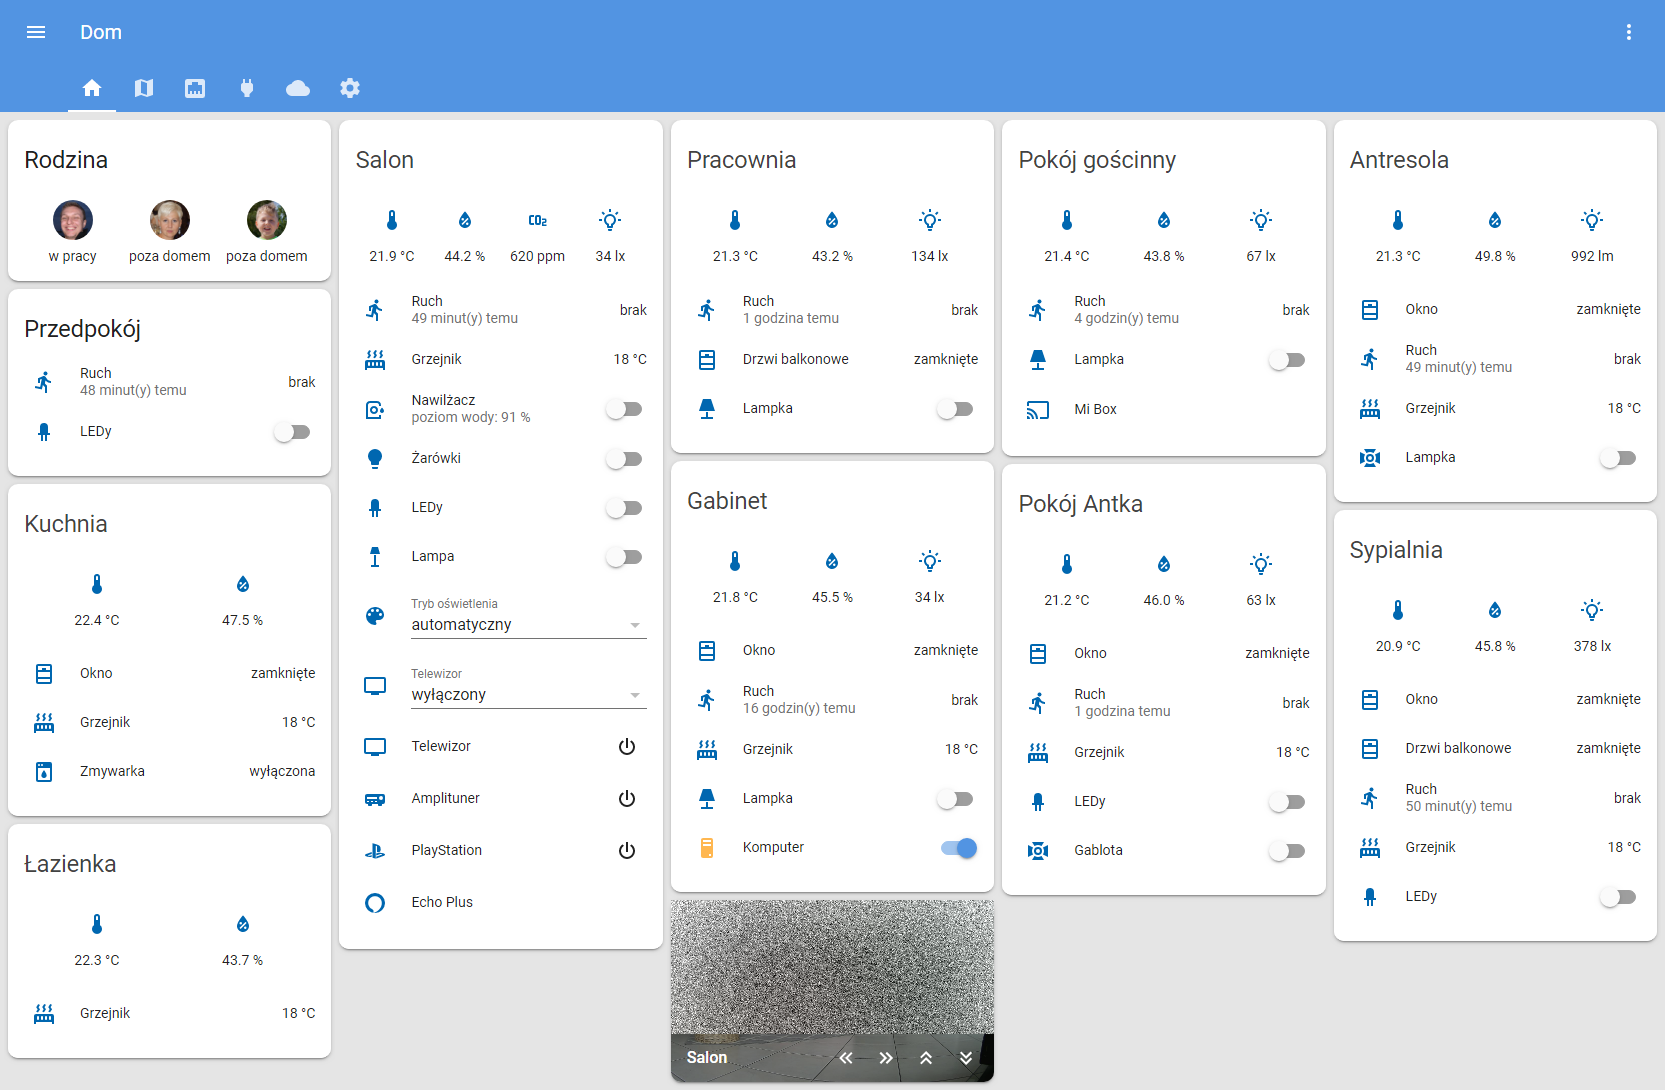 Dom
Rodzina
w pracy
poza domem
poza domem
Przedpokój
Ruch
48 minut(y) temu
brak
LEDy
Kuchnia
22.4 °C
47.5 %
Okno
zamknięte
Grzejnik
18 °C
Zmywarka
wyłączona
Łazienka
22.3 °C
43.7 %
Grzejnik
18 °C
Salon
CO₂
21.9 °C
44.2 %
620 ppm
34 lx
Ruch
49 minut(y) temu
brak
Grzejnik
18 °C
Nawilżacz
poziom wody: 91 %
Żarówki
LEDy
Lampa
Tryb oświetlenia
automatyczny
Telewizor
wyłączony
Telewizor
Amplituner
PlayStation
Echo Plus
Pracownia
21.3 °C
43.2 %
134 lx
Ruch
1 godzina temu
brak
Drzwi balkonowe
zamknięte
Lampka
Gabinet
21.8 °C
45.5 %
34 lx
Okno
zamknięte
Ruch
16 godzin(y) temu
brak
Grzejnik
18 °C
Lampka
Komputer
Salon
Pokój gościnny
21.4 °C
43.8 %
67 lx
Ruch
4 godzin(y) temu
brak
Lampka
Mi Box
Pokój Antka
21.2 °C
46.0 %
63 lx
Okno
zamknięte
Ruch
1 godzina temu
brak
Grzejnik
18 °C
LEDy
Gablota
Antresola
21.3 °C
49.8 %
992 lm
Okno
zamknięte
Ruch
49 minut(y) temu
brak
Grzejnik
18 °C
Lampka
Sypialnia
20.9 °C
45.8 %
378 lx
Okno
zamknięte
Drzwi balkonowe
zamknięte
Ruch
50 minut(y) temu
brak
Grzejnik
18 °C
LEDy